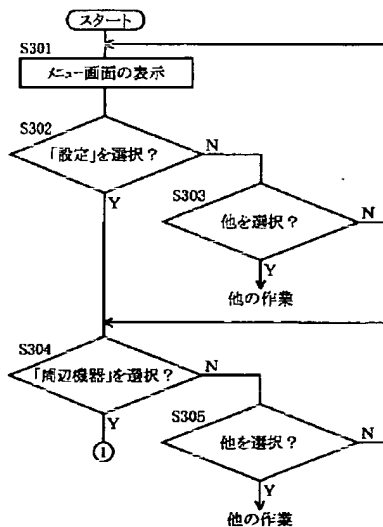 スタート
S301
メニュー画面の表示
S302
「設定」を選択？
N
Y
S303
他を選択？
N
Y
他の作業
S304
「周辺機器」を選択？
N
Y
①
S305
他を選択？
N
Y
他の作業